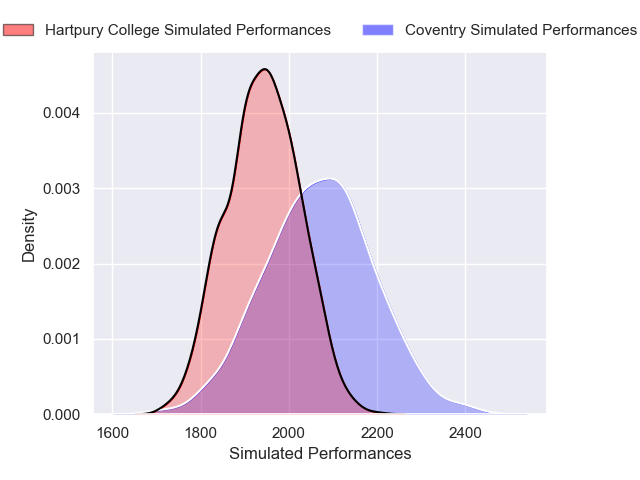 Hartpury College Simulated Performances
Coventry Simulated Performances
Density
0.004
0.003
0.002
0.001
0.000
1600
1800
2000
2200
2400
Simulated Performances